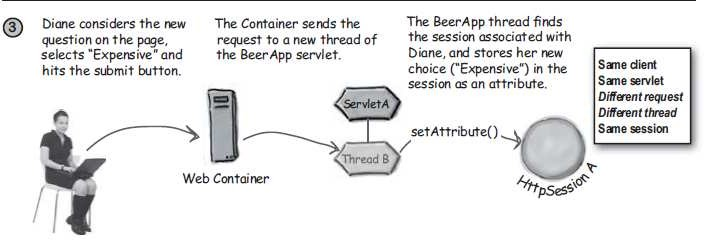 3
Diane considers the new
question on the page,
selects "Expensive" and
hits the submit button.
The Container sends the
request to a new thread of
the BeerApp servlet.
The BeerApp thread finds
the session associated with
Diane, and stores her new
choice ("Expensive") in the
session as an attribute.
Same client
Same servlet
Different request
Different thread
Same session
ServletA
setAttribute()
Thread B
Web Container
HttpSession A